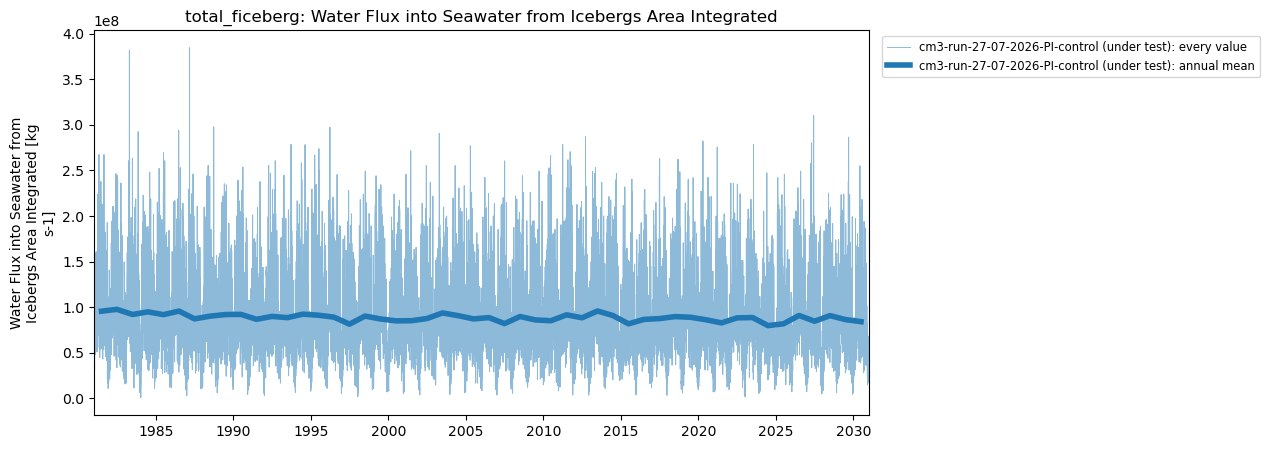 total_ficeberg: Water Flux into Seawater from Icebergs Area Integrated
1e8
cm3-run-27-07-2026-PI-control (under test): every value
cm3-run-27-07-2026-PI-control (under test): annual mean
Water Flux into Seawater from
Icebergs Area Integrated [kg
s-1]
4.0
3.5
3.0
2.5
2.0
1.5
1.0
0.5
0.0
1985 1990 1995 2000 2005 2010 2015 2020 2025 2030